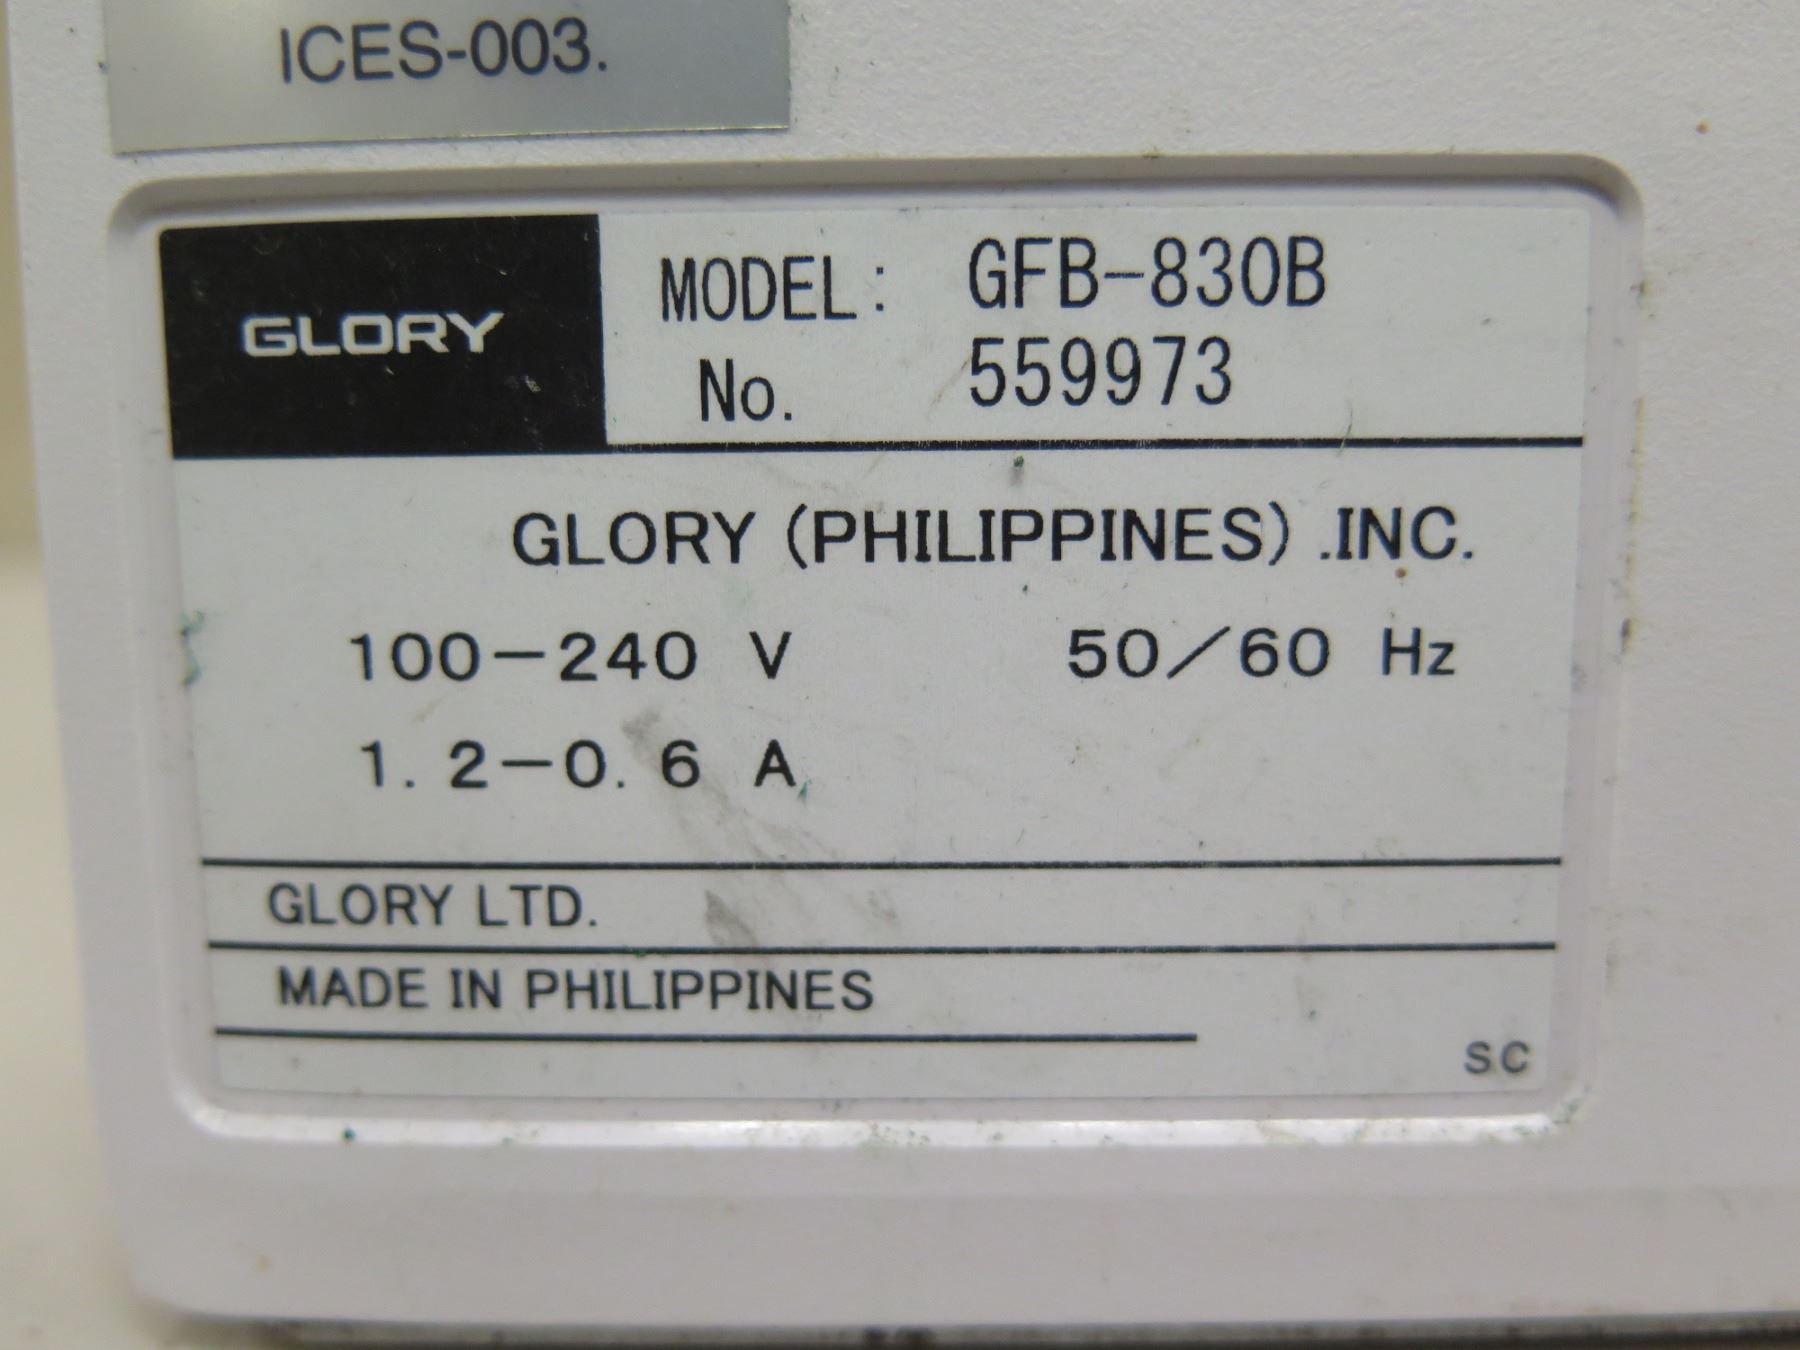 ICES-003.
GLORY
MODEL: GFB-830B
No. 559973
GLORY (PHILIPPINES) .INC.
100-240 V 50/60 Hz
1.2-0.6 A
GLORY LTD.
MADE IN PHILIPPINES
SC